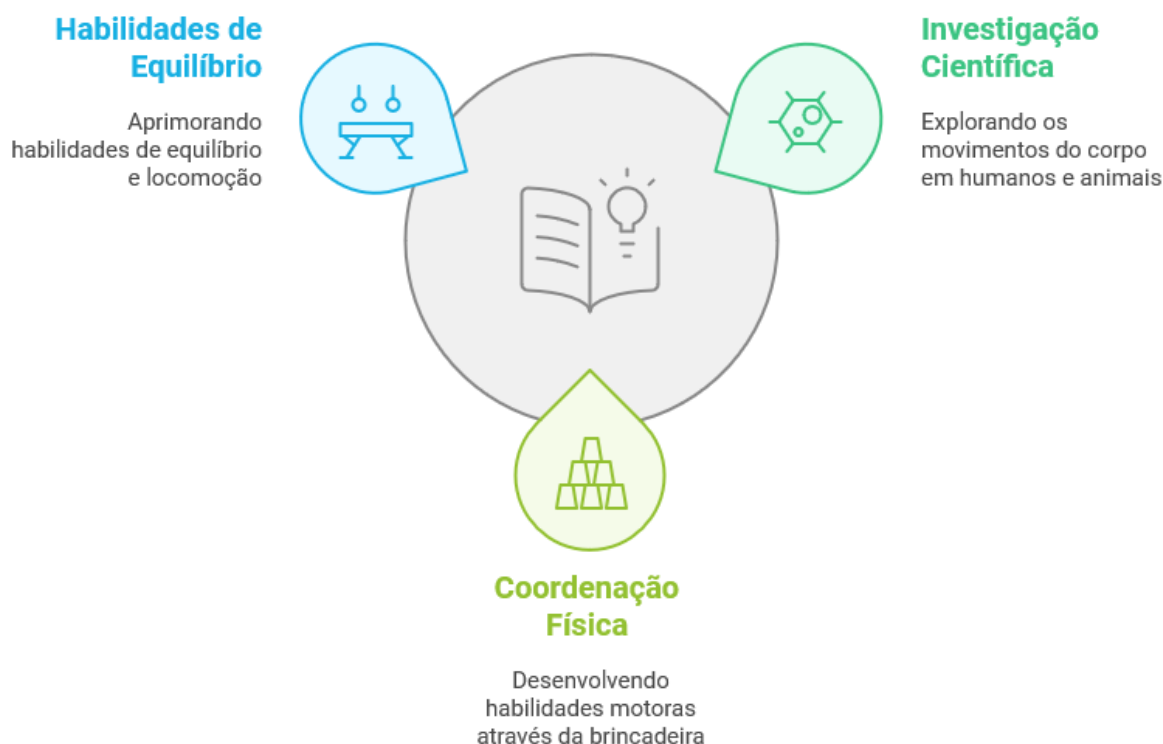 Habilidades de
Equilíbrio
Aprimorando
habilidades de equilíbrio
e locomoção
Investigação
Científica
Explorando os
movimentos do corpo
em humanos e animais
Coordenação
Física
Desenvolvendo
habilidades motoras
através da brincadeira